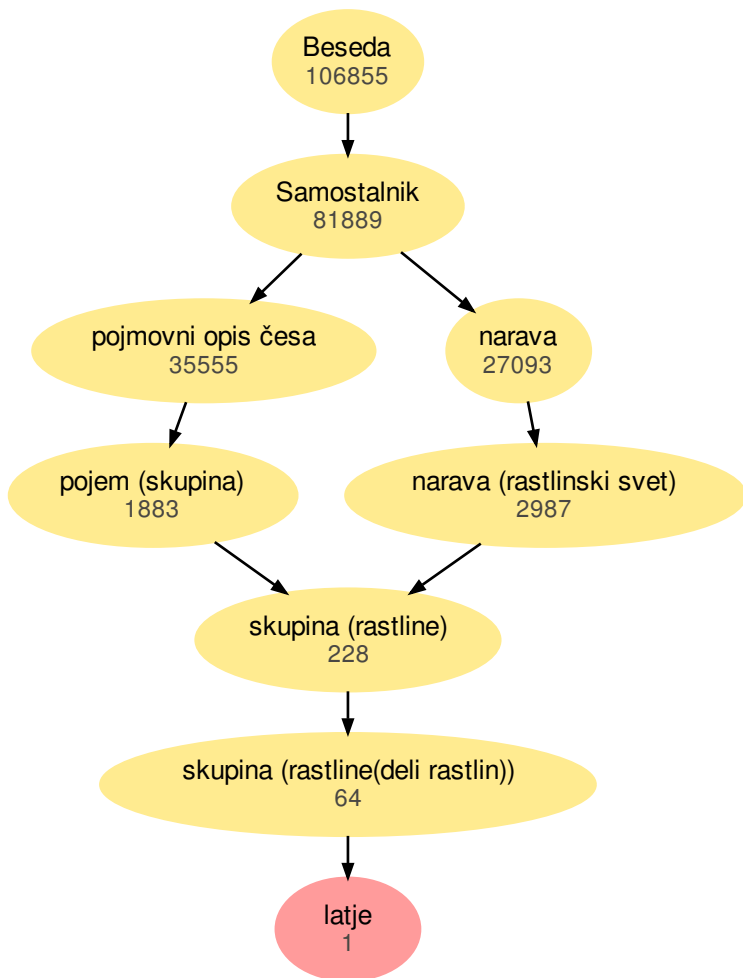 Beseda
106855
Samostalnik
81889
pojmovni opis česa
35555
narava
27093
pojem (skupina)
1883
narava (rastlinski svet)
2987
skupina (rastline)
228
skupina (rastline(deli rastlin))
64
latje
1